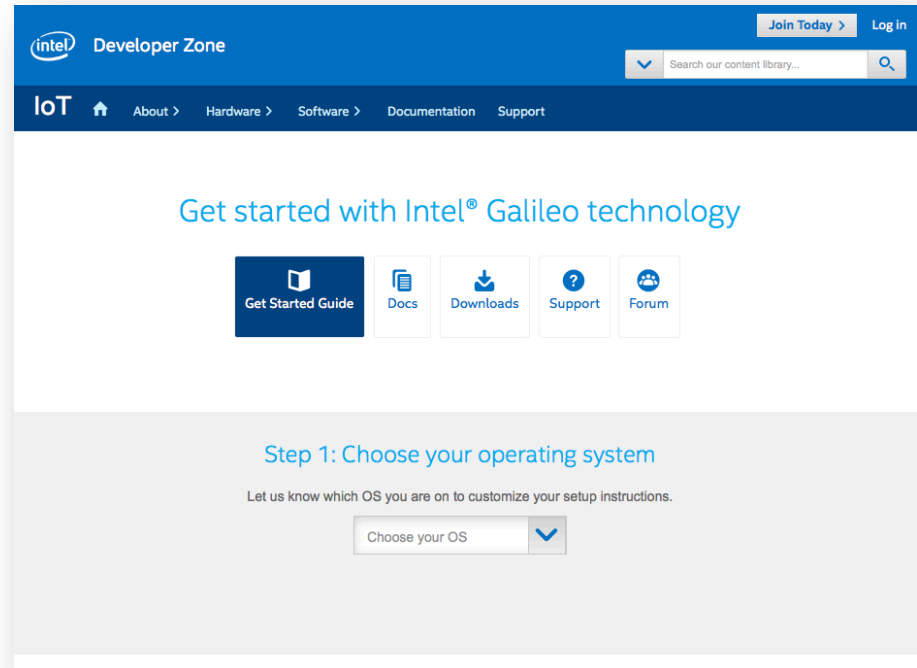 Join Today > Log in
intel Developer Zone
Search our content library...
IoT About > Hardware > Software > Documentation Support
Get started with Intel® Galileo technology
Get Started Guide Docs Downloads Support Forum
Step 1: Choose your operating system
Let us know which OS you are on to customize your setup instructions.
Choose your OS